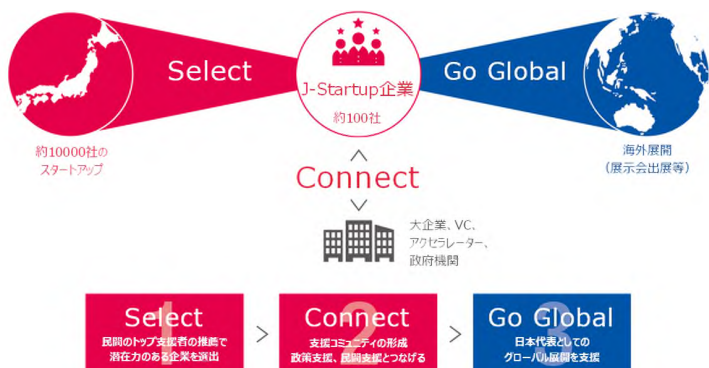 Select
J-Startup企業
約100社
Go Global
約10000社の
スタートアップ
海外展開
(展示会出展等)
Connect
大企業、VC、
アクセラレーター、
政府機関
1
Select
民間のトップ支援者の推薦で
潜在力のある企業を選出
>
2
Connect
支援コミュニティの形成
政策支援、民間支援とつなげる
>
3
Go Global
日本代表としての
グローバル展開を支援